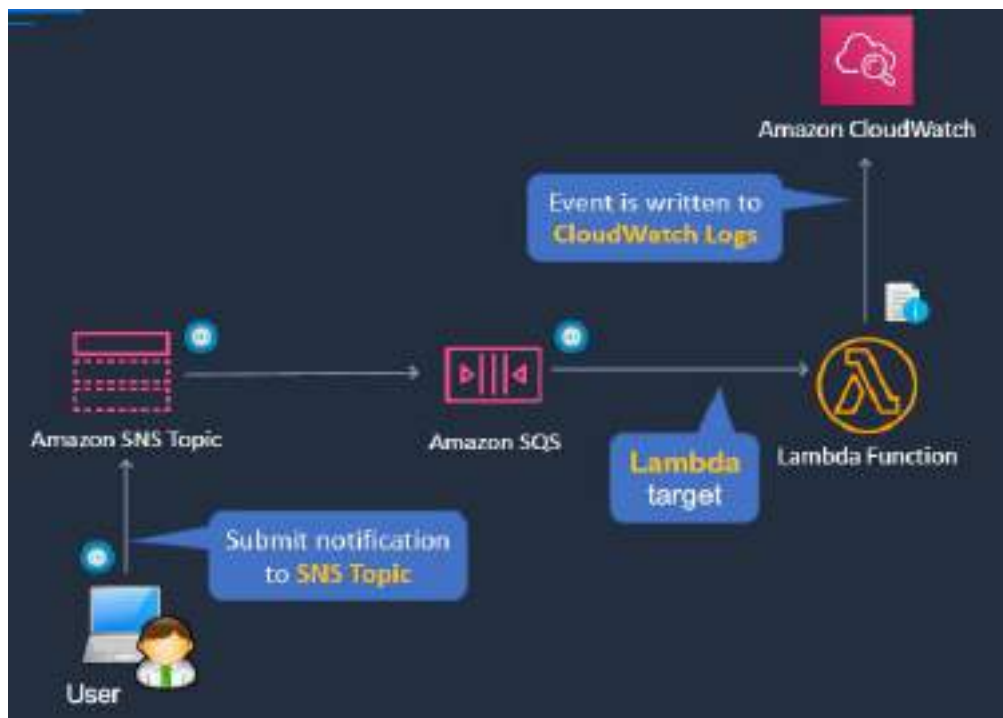 Amazon CloudWatch
Event is written to
CloudWatch Logs
Amazon SNS Topic
Amazon SQS
Lambda
target
Lambda Function
Submit notification
to SNS Topic
User